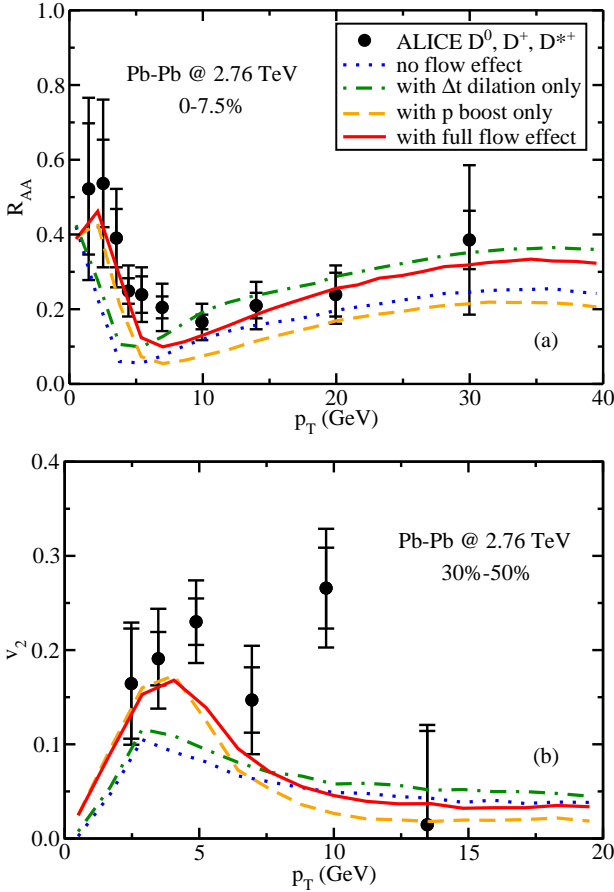 1.0
0.8
0.6
0.4
0.2
0.0
R_AA
Pb-Pb @ 2.76 TeV
0-7.5%
ALICE D^0, D^+, D*^+
no flow effect
with Δt dilation only
with p boost only
with full flow effect
(a)
0 10 20 30 40
p_T (GeV)
0.4
0.3
0.2
0.1
0.0
v_2
Pb-Pb @ 2.76 TeV
30%-50%
(b)
0 5 10 15 20
p_T (GeV)